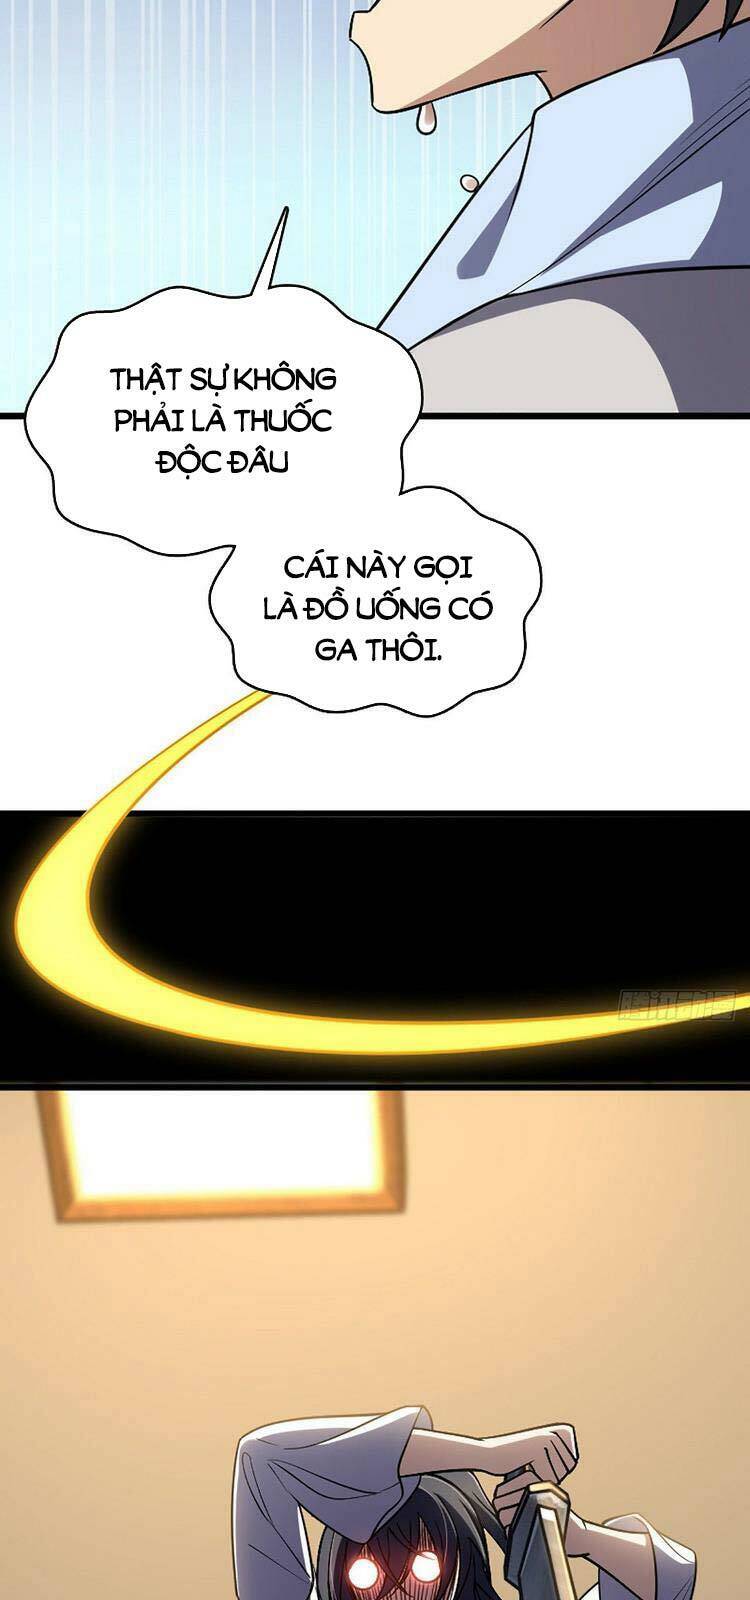 THẬT SỰ KHÔNG
PHẢI LÀ THUỐC
ĐỘC ĐÂU
CÁI NÀY GỌI
LÀ ĐỒ UỐNG CÓ
GA THÔI.